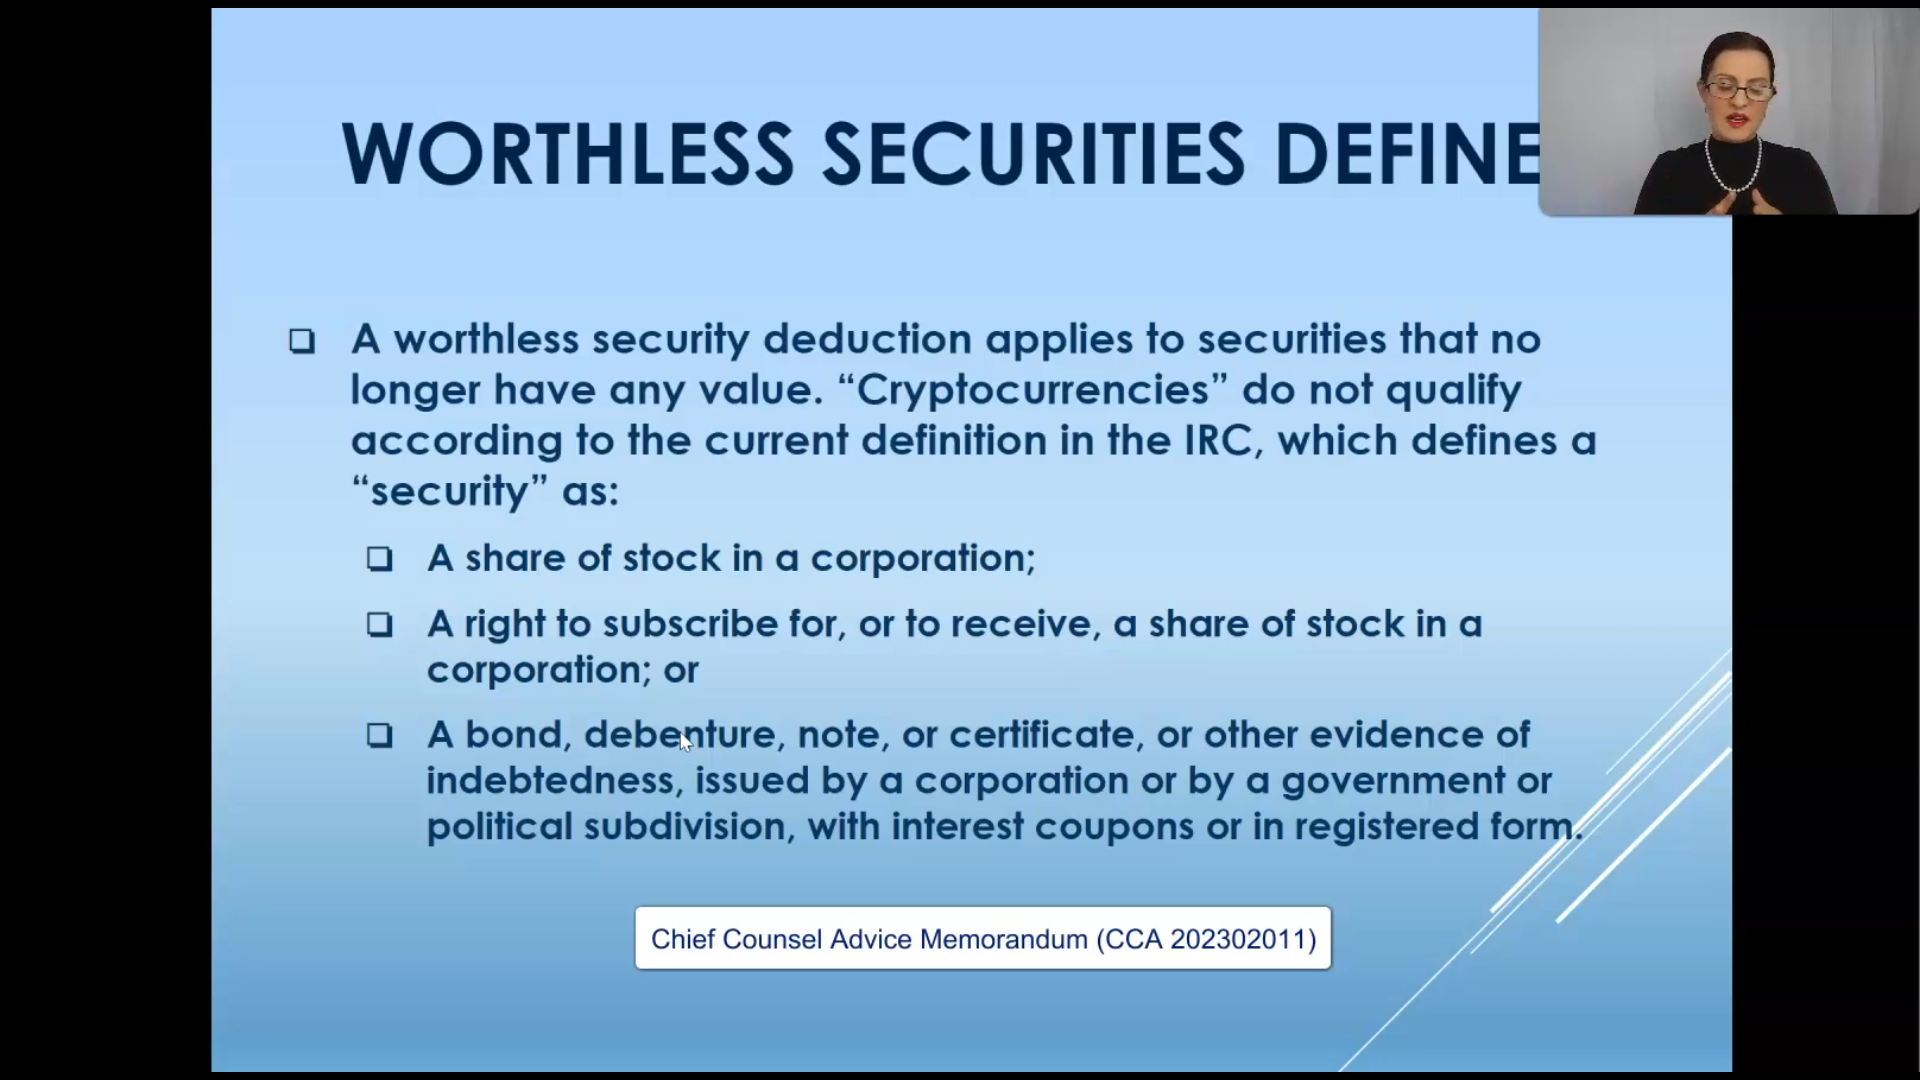 WORTHLESS SECURITIES DEFINE
❑ A worthless security deduction applies to securities that no
longer have any value. “Cryptocurrencies” do not qualify
according to the current definition in the IRC, which defines a
“security” as:
❑ A share of stock in a corporation;
❑ A right to subscribe for, or to receive, a share of stock in a
corporation; or
❑ A bond, debenture, note, or certificate, or other evidence of
indebtedness, issued by a corporation or by a government or
political subdivision, with interest coupons or in registered form.
Chief Counsel Advice Memorandum (CCA 202302011)